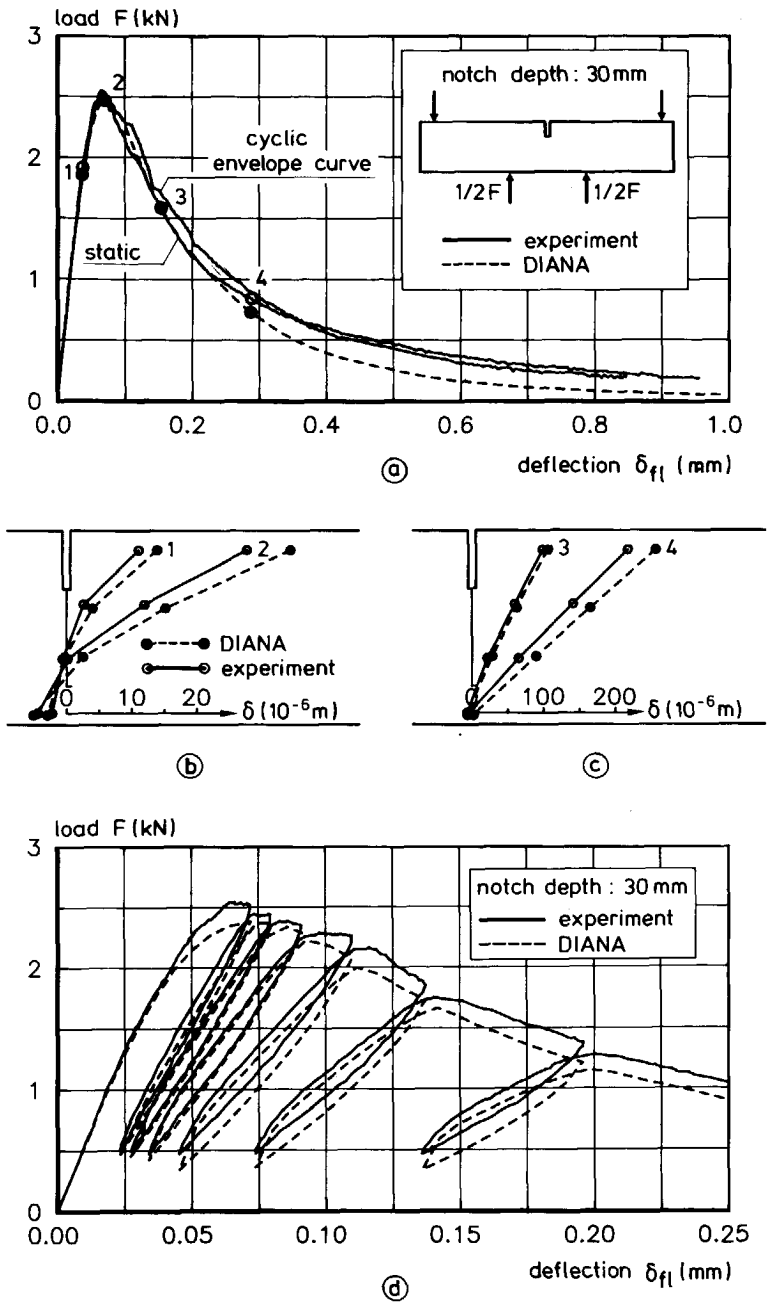 load F (kN)
3
2
1
0
0.0 0.2 0.4 0.6 0.8 1.0
deflection δfl (mm)
1
2
3
4
cyclic
envelope curve
static
notch depth : 30 mm
1/2F 1/2F
experiment
DIANA
a
1
2
DIANA
experiment
0 10 20 δ (10⁻⁶m)
b
3
4
0 100 200 δ (10⁻⁶m)
c
load F (kN)
3
2
1
0
0.00 0.05 0.10 0.15 0.20 0.25
deflection δfl (mm)
notch depth : 30 mm
experiment
DIANA
d